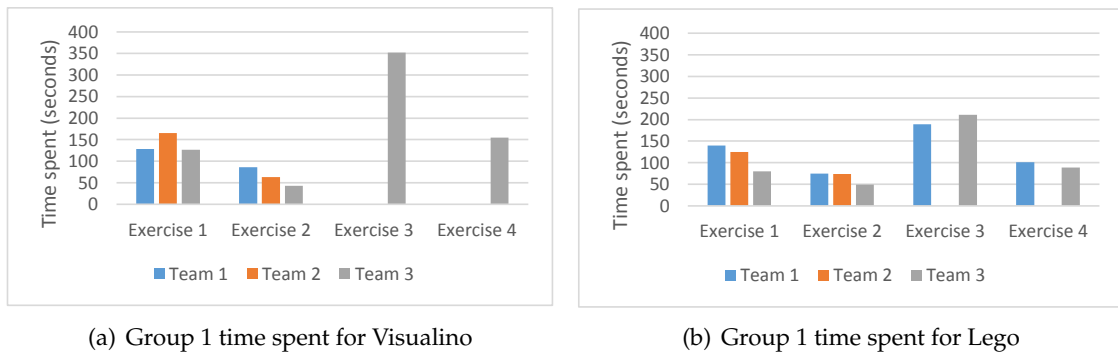 Time spent (seconds)
400
350
300
250
200
150
100
50
0
Exercise 1 Exercise 2 Exercise 3 Exercise 4
Team 1 Team 2 Team 3
(a) Group 1 time spent for Visualino
Time spent (seconds)
400
350
300
250
200
150
100
50
0
Exercise 1 Exercise 2 Exercise 3 Exercise 4
Team 1 Team 2 Team 3
(b) Group 1 time spent for Lego